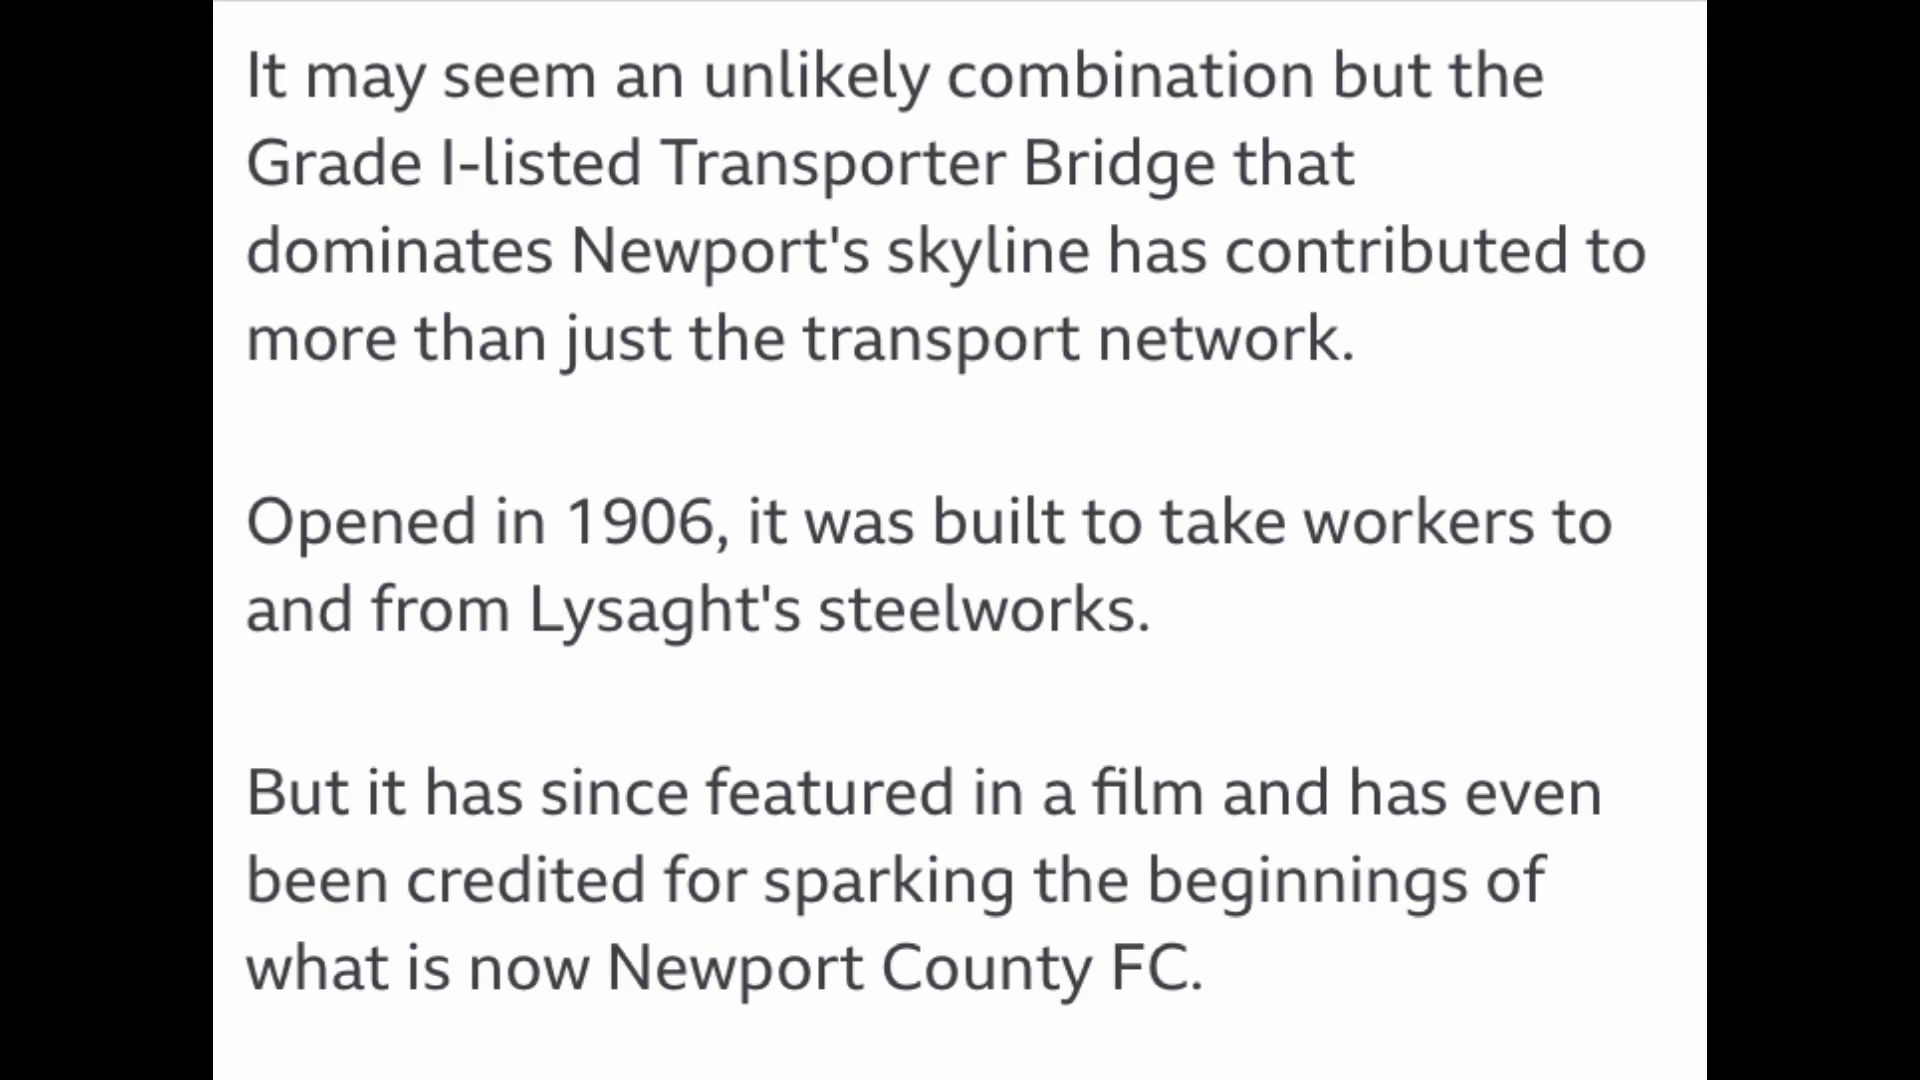 It may seem an unlikely combination but the
Grade I-listed Transporter Bridge that
dominates Newport's skyline has contributed to
more than just the transport network.
Opened in 1906, it was built to take workers to
and from Lysaght's steelworks.
But it has since featured in a film and has even
been credited for sparking the beginnings of
what is now Newport County FC.